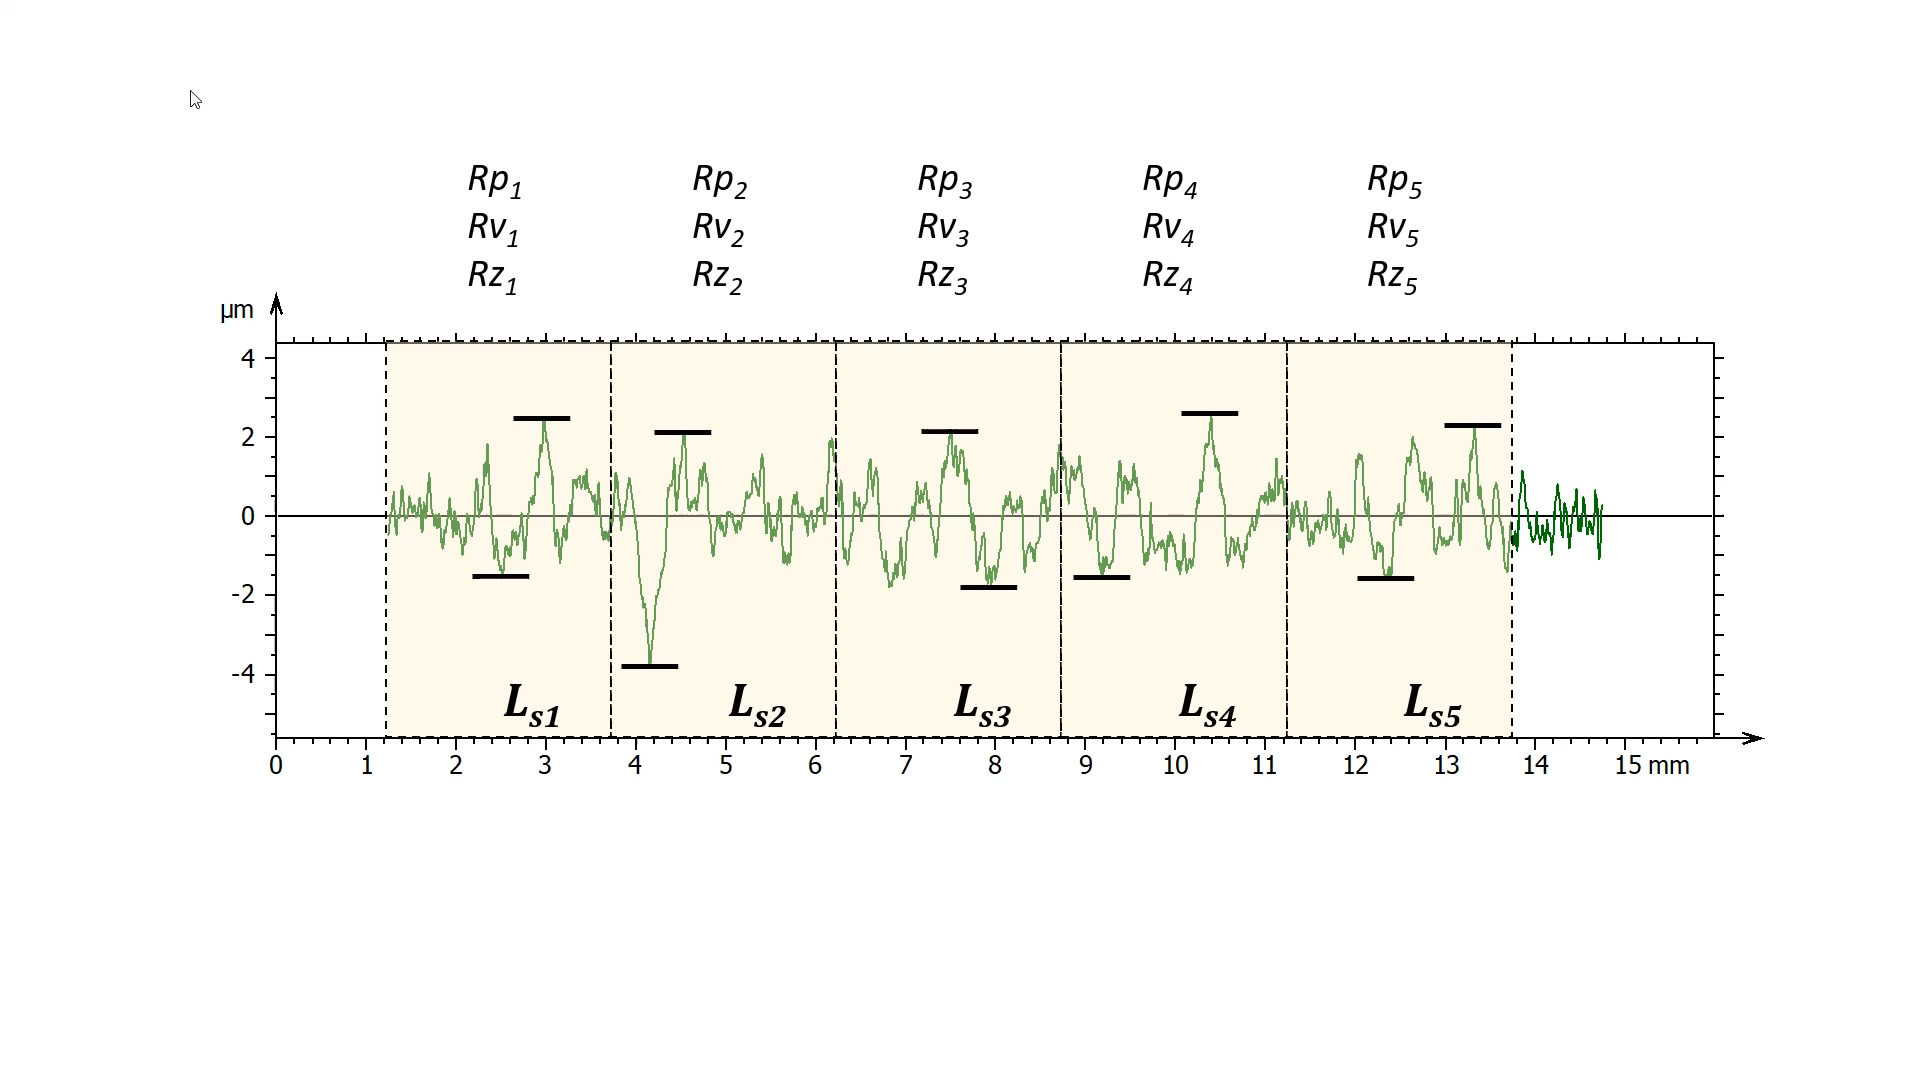 Rp1 Rp2 Rp3 Rp4 Rp5
Rv1 Rv2 Rv3 Rv4 Rv5
Rz1 Rz2 Rz3 Rz4 Rz5
µm
4
2
0
-2
-4
Ls1 Ls2 Ls3 Ls4 Ls5
0 1 2 3 4 5 6 7 8 9 10 11 12 13 14 15 mm